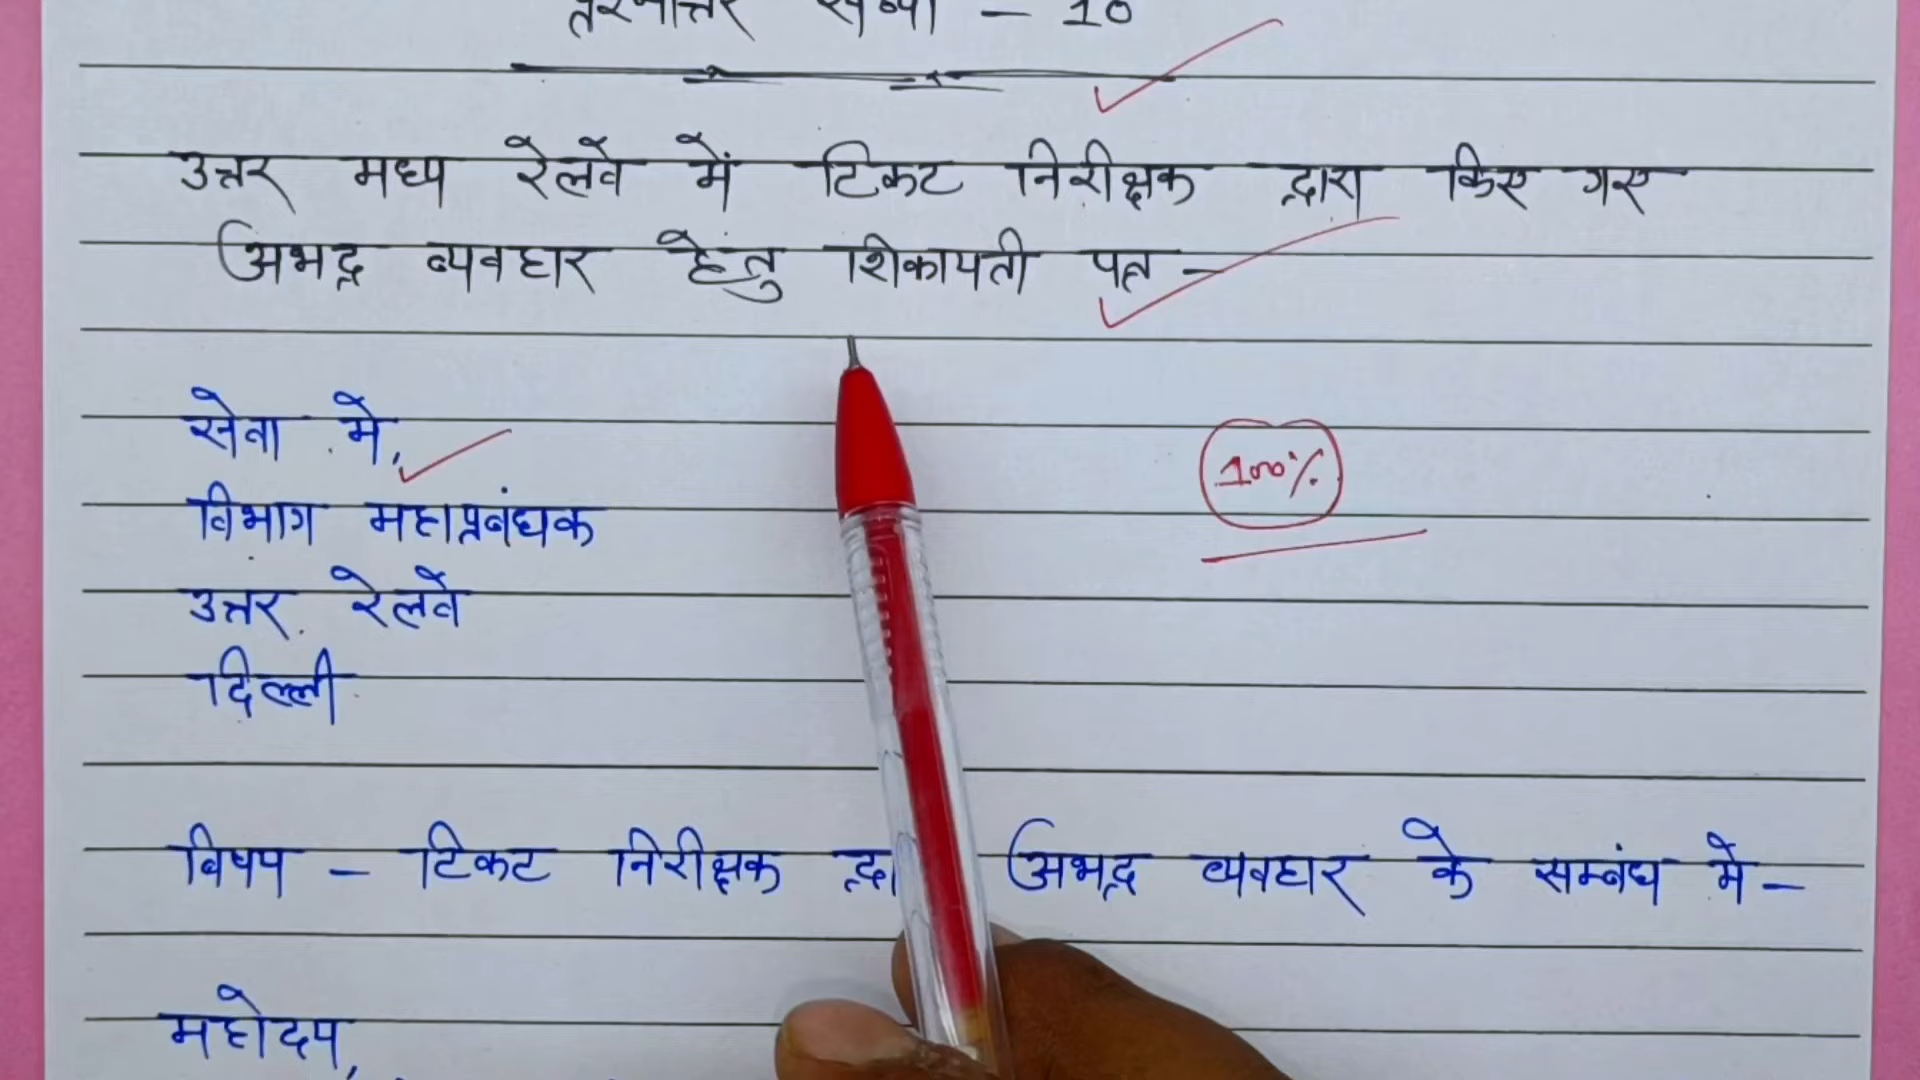 - 10
उत्तर मध्य रेलवे में टिकट निरीक्षक द्वारा किए गए
अभद्र व्यवहार हेतु शिकायती पत्र -
सेवा मे,
100%
विभाग महाप्रबंधक
उत्तर रेलवे
दिल्ली
विषय - टिकट निरीक्षक द्वा अभद्र व्यवहार के सम्बंध मे -
महोदय,